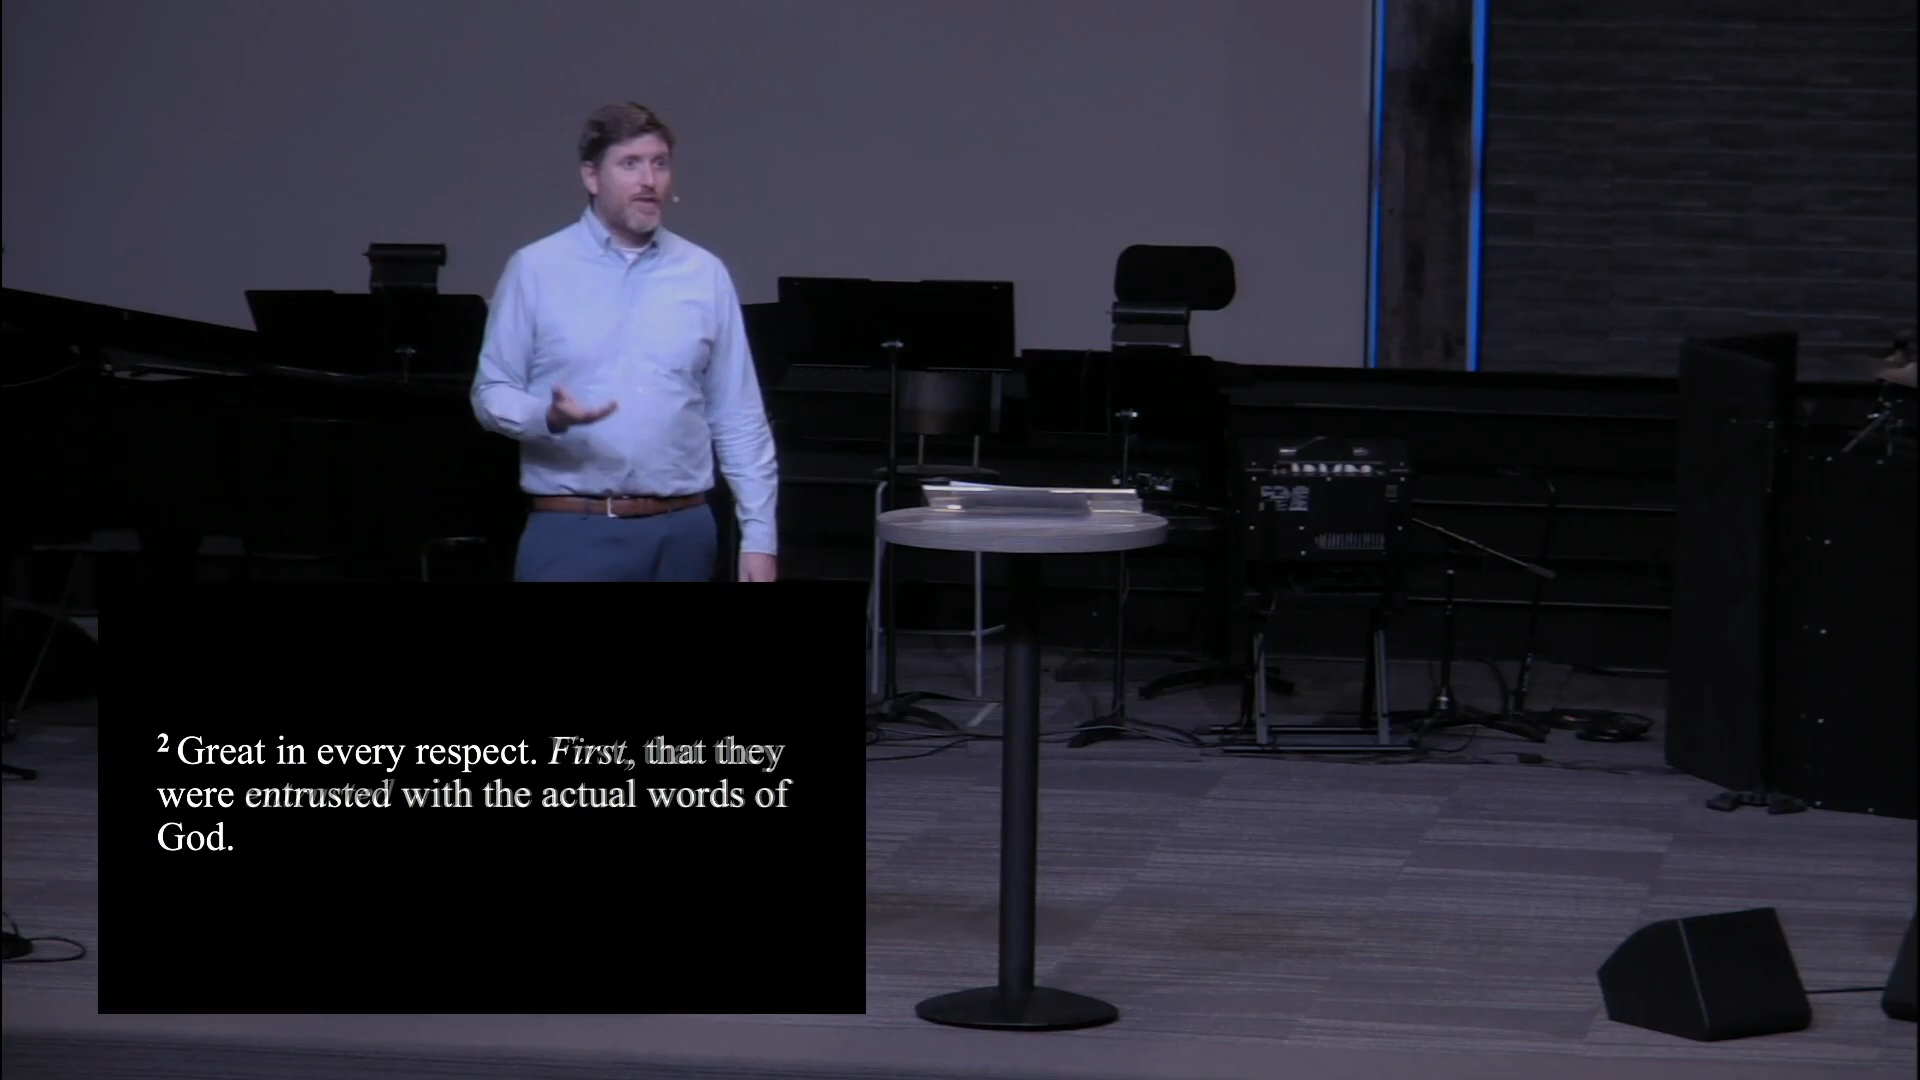 2 Great in every respect. First, that they
were entrusted with the actual words of
God.